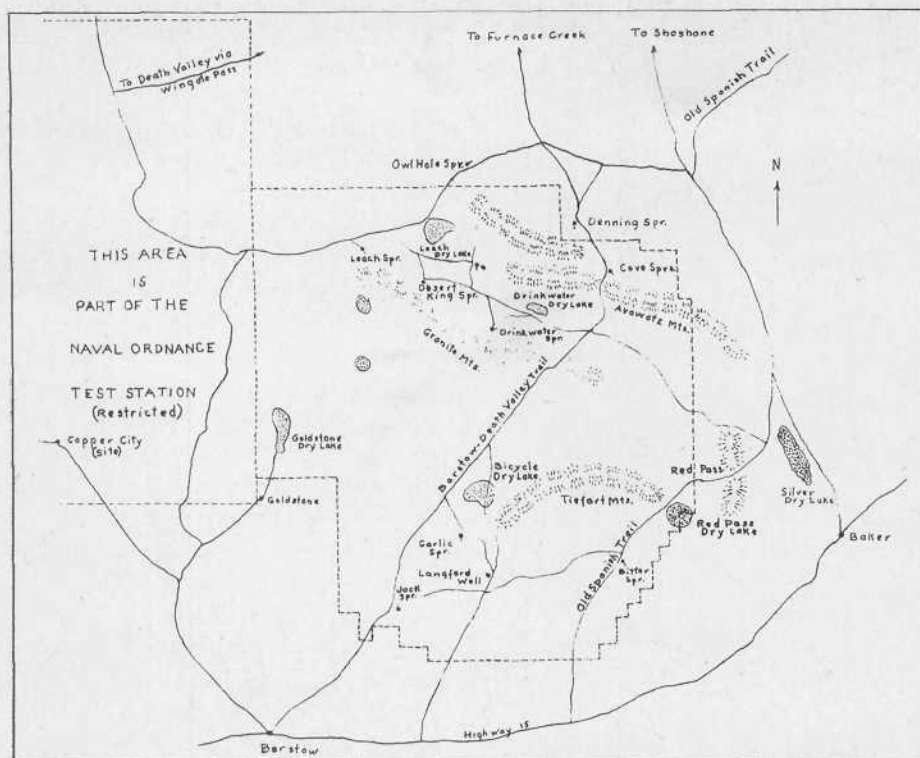 To Furnace Creek
To Shoshone
To Death Valley via
Wingate Pass
Old Spanish Trail
Owl Hole Spr.
N
Denning Spr.
THIS AREA
IS
PART OF THE
NAVAL ORDNANCE
TEST STATION
(Restricted)
Leach Spr.
Leach
Dry Lake
Cave Spr.
Desert
King Spr.
Drinkwater
Dry Lake
Avawatz Mts.
Drinkwater
Spr.
Granite Mts.
Barstow-Death Valley Trail
Copper City
(Site)
Goldstone
Dry Lake
Bicycle
Dry Lake
Red Pass
Tiefort Mts.
Silver
Dry Lake
Goldstone
Red Pass
Dry Lake
Baker
Garlic
Spr.
Old Spanish Trail
Langford
Well
Bitter
Spr.
Jack
Spr.
Highway 15
Barstow